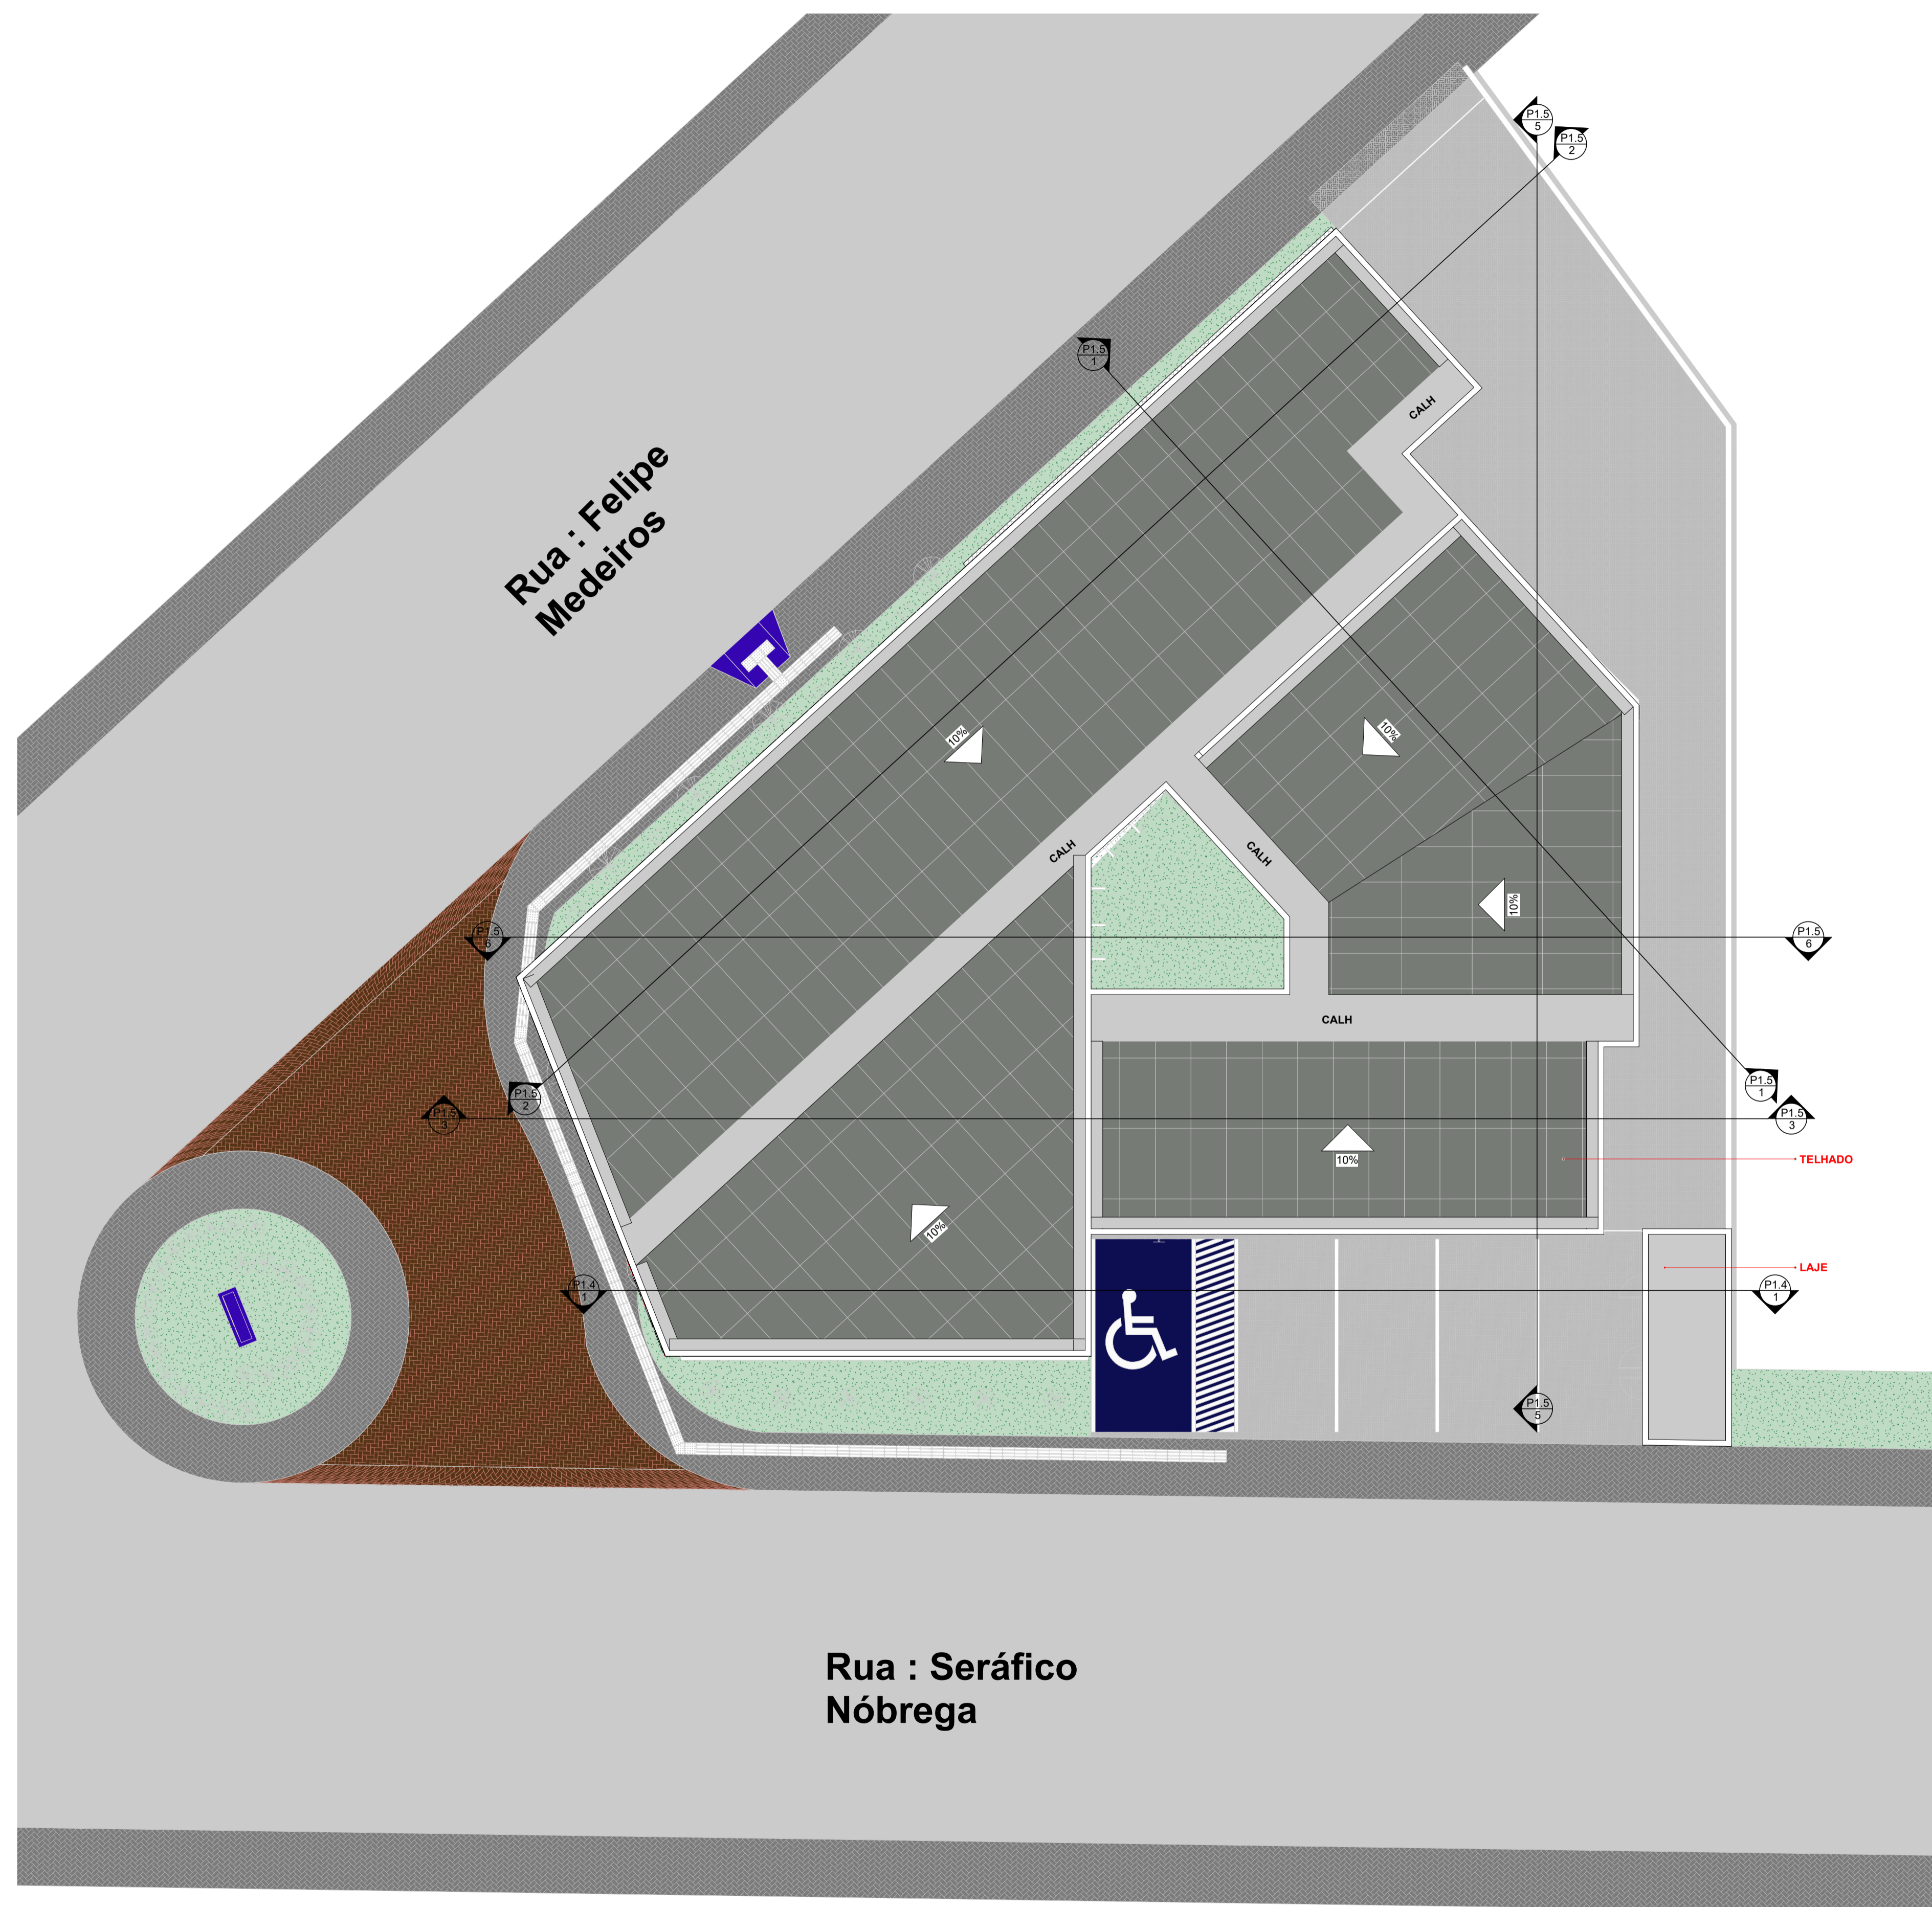 P1.5
5
P1.5
2
P1.5
1
CALH
Rua : Felipe
Medeiros
10%
10%
CALH
CALH
10%
P1.5
6
P1.5
6
CALH
P1.5
2
P1.5
1
P1.5
3
P1.5
3
10%
TELHADO
10%
LAJE
P1.4
1
P1.4
1
P1.5
5
Rua : Seráfico
Nóbrega